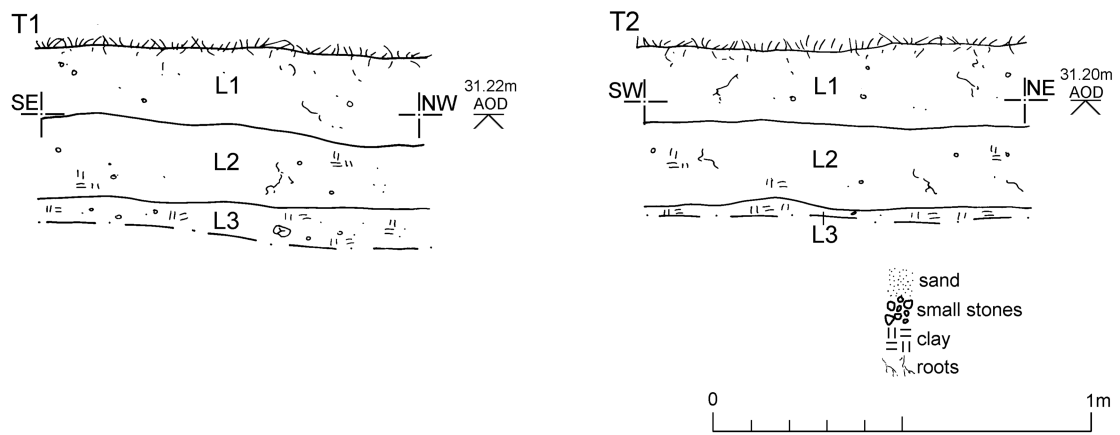 T1
L1
SE
NW
31.22m
AOD
L2
L3
T2
L1
SW
NE
31.20m
AOD
L2
L3
sand
small stones
clay
roots
0 1m